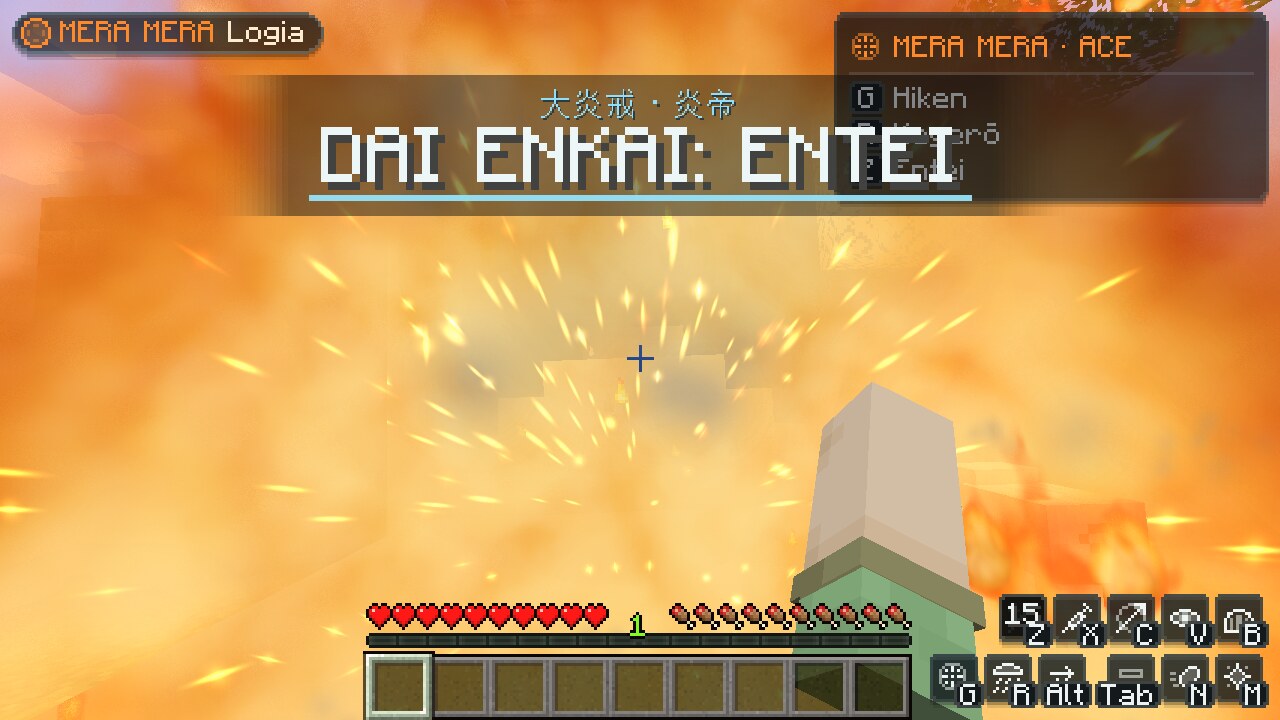 MERA MERA Logia
MERA MERA · ACE
G Hiken
大炎戒・炎帝
DAI ENKAI: ENTEI
Z Entei
1
15 Z X C V B
G R Alt Tab N M